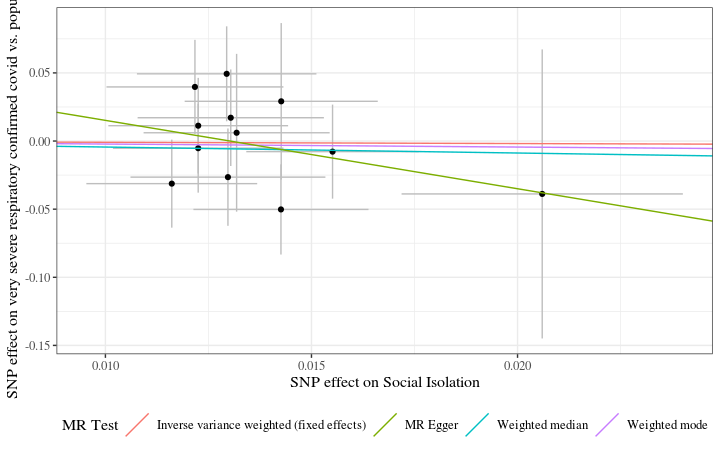 SNP effect on very severe respiratory confirmed covid vs.
0.05
0.00
-0.05
-0.10
-0.15
0.010
0.015
0.020
SNP effect on Social Isolation
MR Test
Inverse variance weighted (fixed effects)
MR Egger
Weighted median
Weighted mode